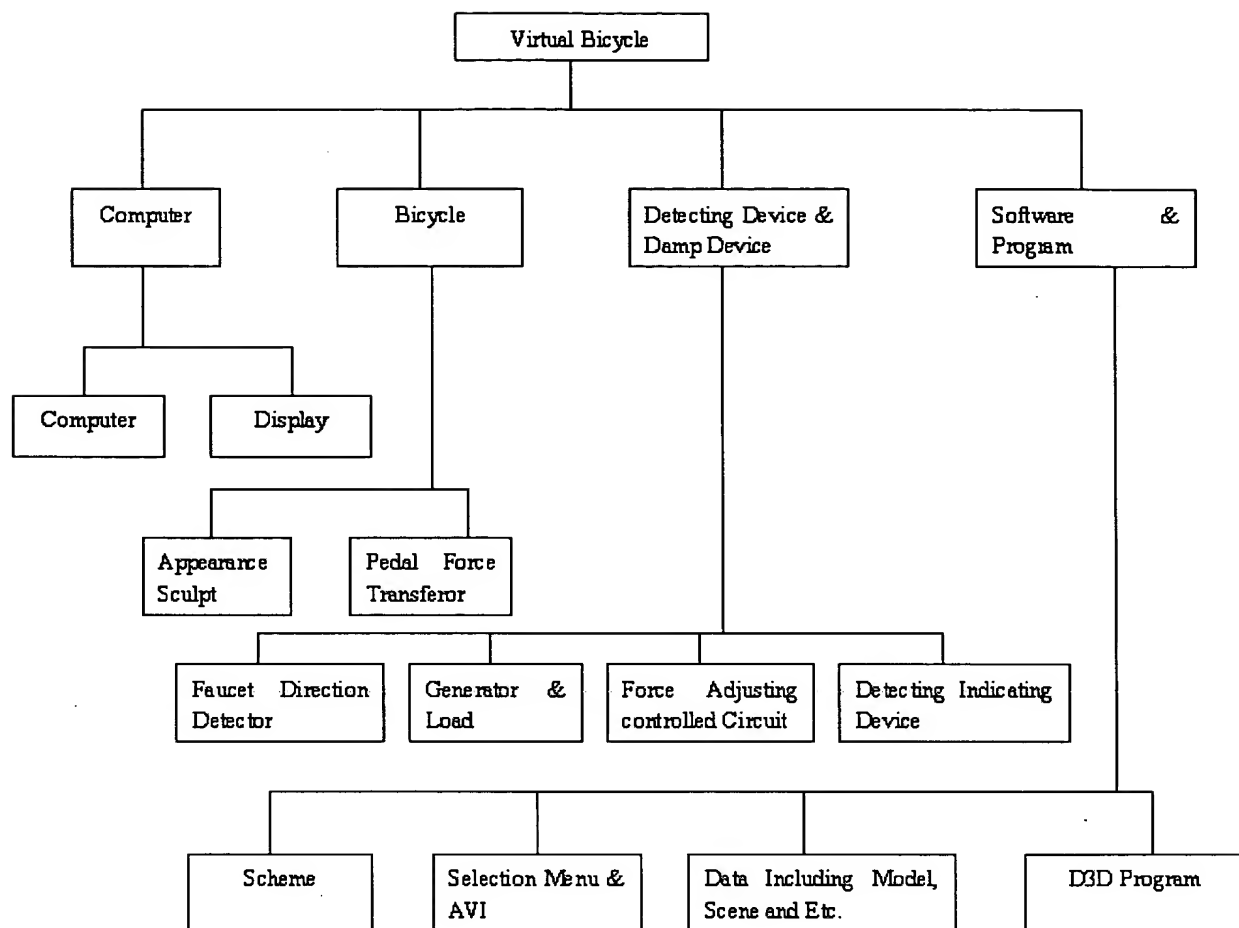 Virtual Bicycle
Computer
Bicycle
Detecting Device &
Damp Device
Software &
Program
Computer
Display
Appearance
Sculpt
Pedal Force
Transferor
Faucet Direction
Detector
Generator &
Load
Force Adjusting
controlled Circuit
Detecting Indicating
Device
Scheme
Selection Menu &
AVI
Data Including Model,
Scene and Etc.
D3D Program